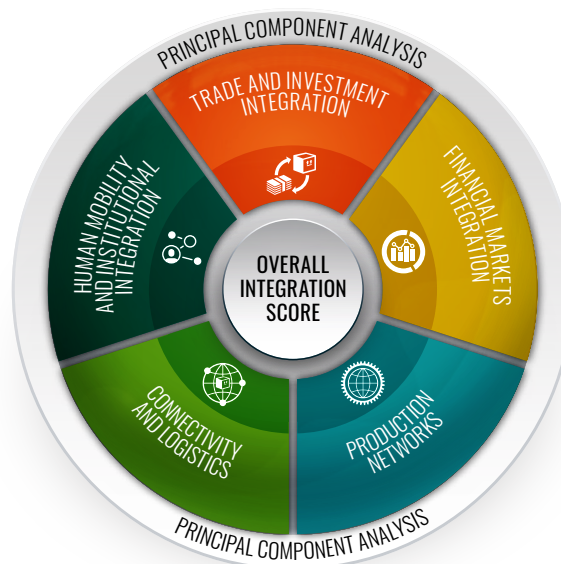 PRINCIPAL COMPONENT ANALYSIS
TRADE AND INVESTMENT
INTEGRATION
FINANCIAL MARKETS
INTEGRATION
PRODUCTION
NETWORKS
CONNECTIVITY
AND LOGISTICS
HUMAN MOBILITY
AND INSTITUTIONAL
INTEGRATION
OVERALL
INTEGRATION
SCORE
PRINCIPAL COMPONENT ANALYSIS